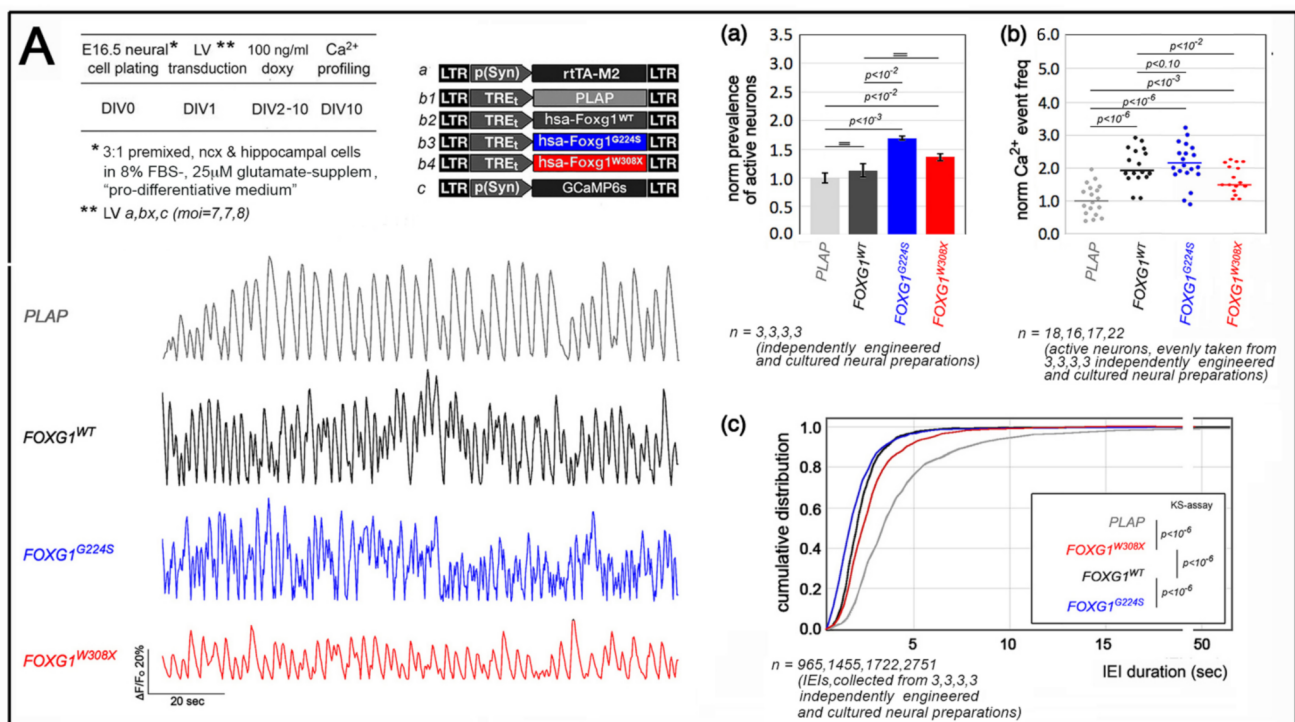 A
E16.5 neural* LV ** 100 ng/ml Ca2+
cell plating transduction doxy profiling
DIV0 DIV1 DIV2-10 DIV10
* 3:1 premixed, ncx & hippocampal cells
in 8% FBS-, 25μM glutamate-supplem,
“pro-differentiative medium”
** LV a,bx,c (moi=7,7,8)
a LTR p(Syn) rtTA-M2 LTR
b1 LTR TREt PLAP LTR
b2 LTR TREt hsa-Foxg1WT LTR
b3 LTR TREt hsa-Foxg1G224S LTR
b4 LTR TREt hsa-Foxg1W308X LTR
c LTR p(Syn) GCaMP6s LTR
PLAP
FOXG1WT
FOXG1G224S
FOXG1W308X
ΔF/F0 20%
20 sec
(a)
norm prevalence
of active neurons
3.5
3.0
2.5
2.0
1.5
1.0
0.5
0.0
p<10-2
p<10-2
p<10-3
PLAP
FOXG1WT
FOXG1G224S
FOXG1W308X
n = 3,3,3,3
(independently engineered
and cultured neural preparations)
(b)
norm Ca2+ event freq
6.0
5.0
4.0
3.0
2.0
1.0
0.0
p<10-2
p<0.10
p<10-3
p<10-6
p<10-6
PLAP
FOXG1WT
FOXG1G224S
FOXG1W308X
n = 18,16,17,22
(active neurons, evenly taken from
3,3,3,3 independently engineered
and cultured neural preparations)
(c)
cumulative distribution
1.0
0.8
0.6
0.4
0.2
0.0
5 10 15 50
IEI duration (sec)
KS-assay
PLAP
p<10-6
FOXG1W308X
p<10-6
FOXG1WT
p<10-6
FOXG1G224S
n = 965,1455,1722,2751
(IEIs,collected from 3,3,3,3
independently engineered
and cultured neural preparations)